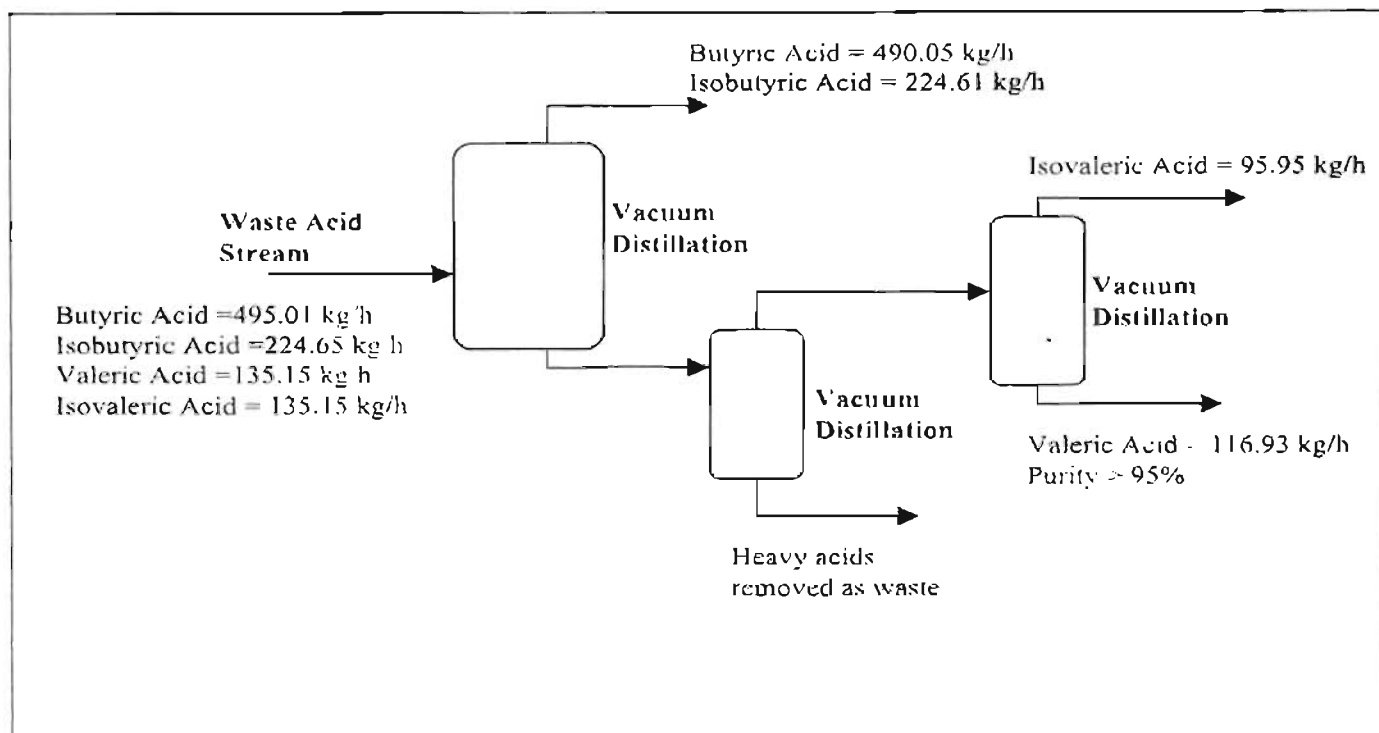 Butyric Acid = 490.05 kg/h
Isobutyric Acid = 224.61 kg/h
Isovaleric Acid = 95.95 kg/h
Waste Acid
Stream
Vacuum
Distillation
Butyric Acid =495.01 kg/h
Isobutyric Acid =224.65 kg h
Valeric Acid =135.15 kg h
Isovaleric Acid = 135.15 kg/h
Vacuum
Distillation
Vacuum
Distillation
Valeric Acid - 116.93 kg/h
Purity > 95%
Heavy acids
removed as waste